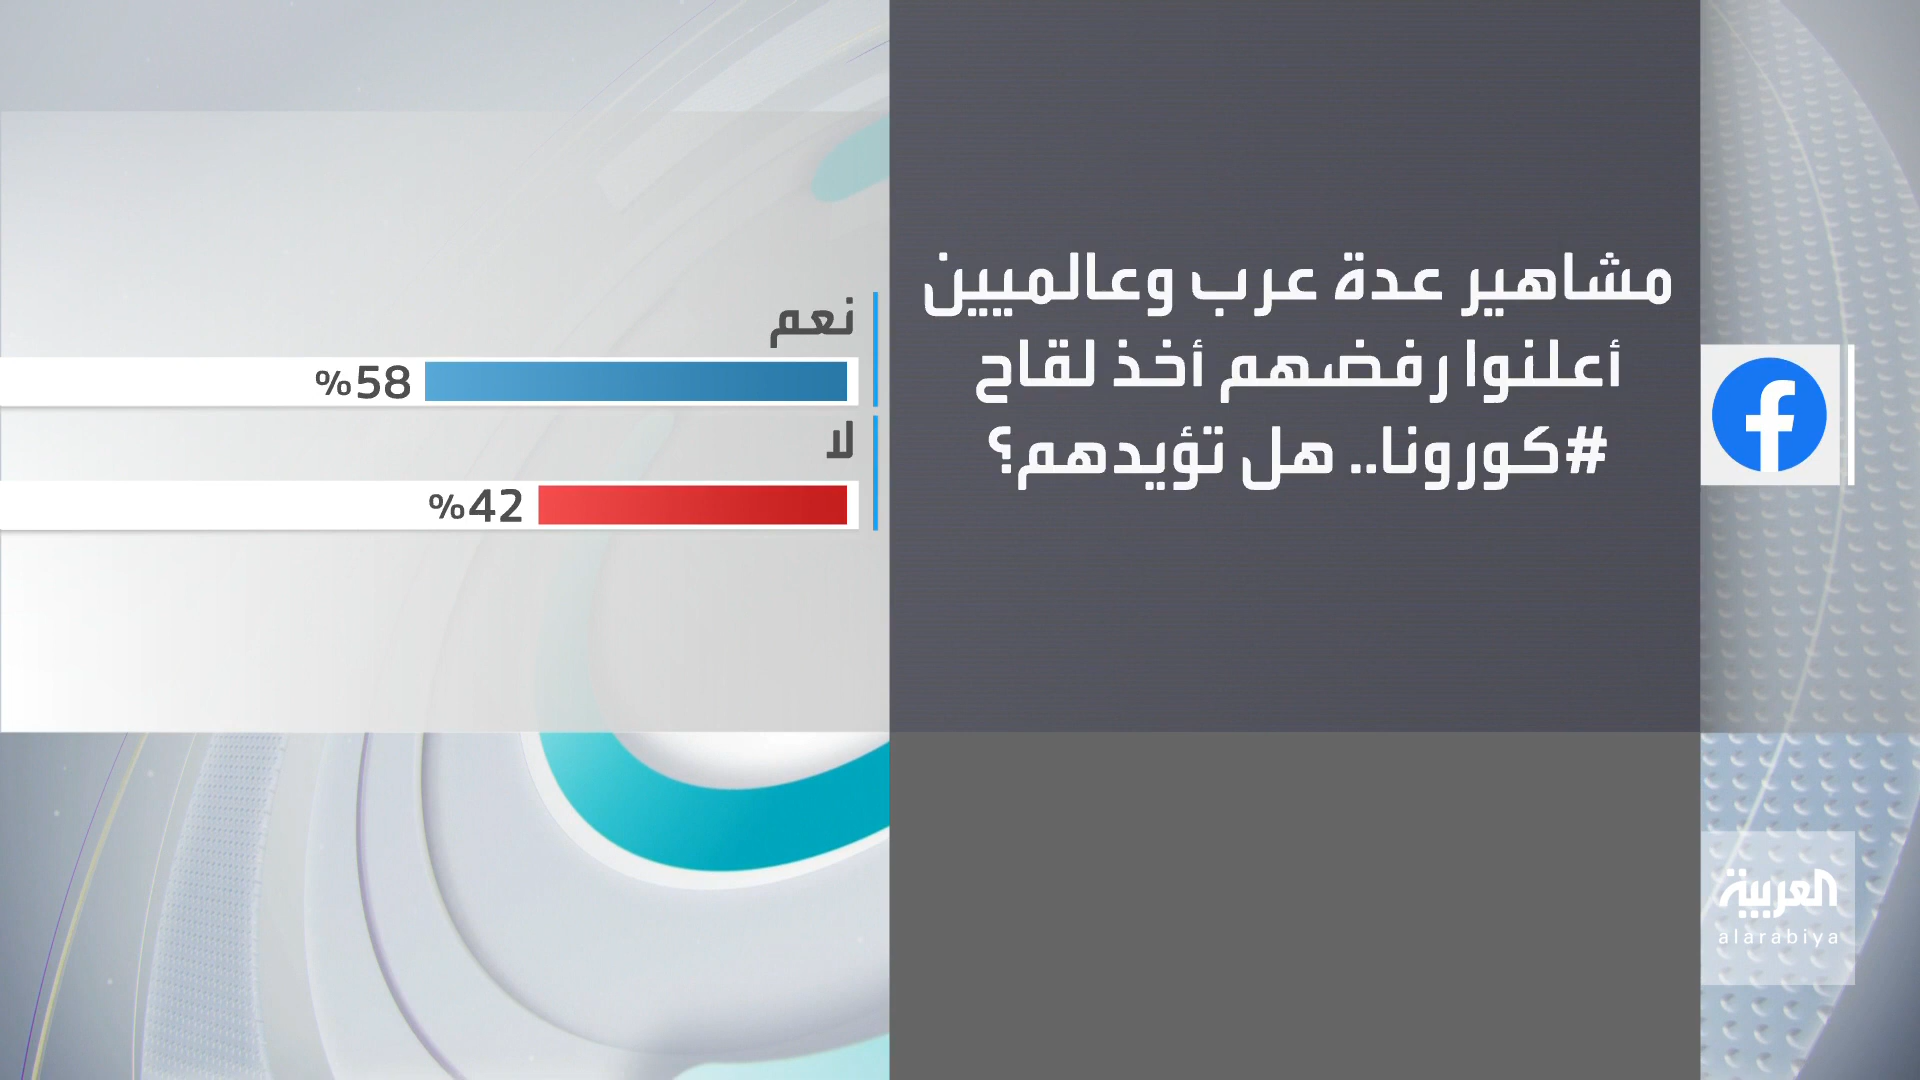 مشاهير عدة عرب وعالميين
أعلنوا رفضهم أخذ لقاح
#كورونا.. هل تؤيدهم؟
نعم
%58
لا
%42
العربية
alarabiya